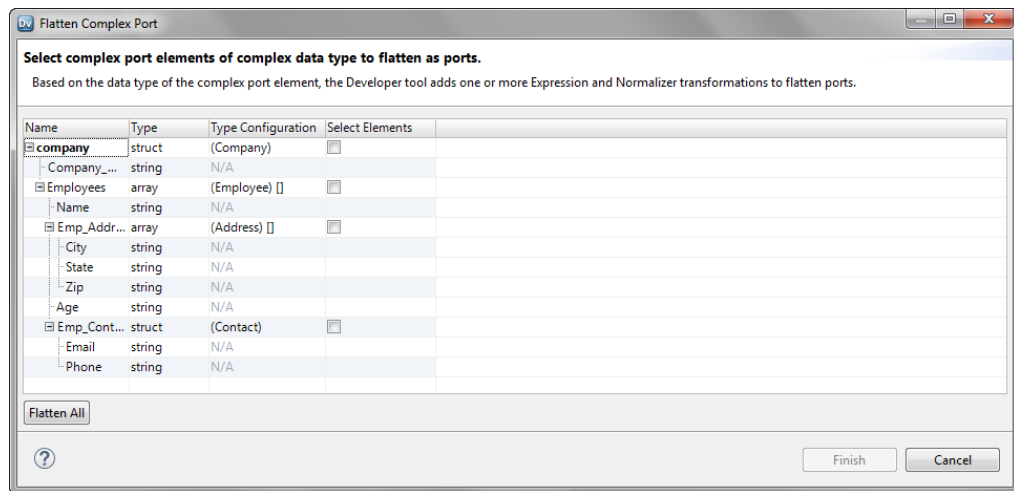 Dv Flatten Complex Port
Select complex port elements of complex data type to flatten as ports.
Based on the data type of the complex port element, the Developer tool adds one or more Expression and Normalizer transformations to flatten ports.
Name Type Type Configuration Select Elements
company struct (Company)
Company_... string N/A
Employees array (Employee) []
Name string N/A
Emp_Addr... array (Address) []
City string N/A
State string N/A
Zip string N/A
Age string N/A
Emp_Cont... struct (Contact)
Email string N/A
Phone string N/A
Flatten All
? Finish Cancel